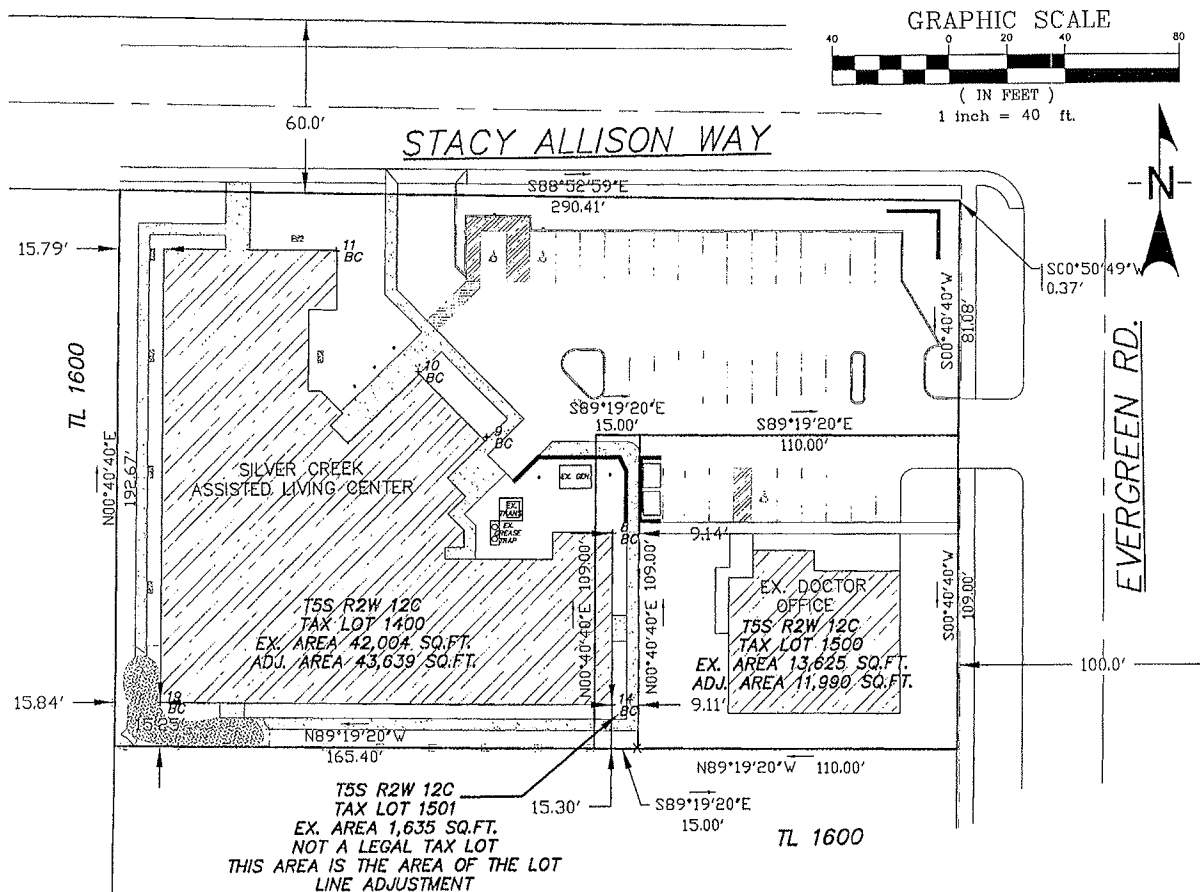 GRAPHIC SCALE
40 0 20 40 80
( IN FEET )
1 inch = 40 ft.
60.0'
STACY ALLISON WAY
N
S88°52'59"E
290.41'
15.79'
11
BC
S00°50'49"W
0.37'
S00°40'40"W
81.08'
TL 1600
EVERGREEN RD.
10
BC
S89°19'20"E
15.00'
S89°19'20"E
110.00'
9
BC
N00°40'40"E
192.67'
SILVER CREEK
ASSISTED LIVING CENTER
EX. GEN.
EX.
TRANS
EX.
GREASE
TRAP
8
BC
9.14'
N00°40'40"E 109.00'
N00°40'40"E 109.00'
S00°40'40"W
109.00'
EX. DOCTOR
OFFICE
T5S R2W 12C
TAX LOT 1500
EX. AREA 13,625 SQ.FT.
ADJ. AREA 11,990 SQ.FT.
T5S R2W 12C
TAX LOT 1400
EX. AREA 42,004 SQ.FT.
ADJ. AREA 43,639 SQ.FT.
100.0'
15.84'
18
BC
15.25
14
BC
9.11'
N89°19'20"W
165.40'
N89°19'20"W 110.00'
T5S R2W 12C
TAX LOT 1501
EX. AREA 1,635 SQ.FT.
NOT A LEGAL TAX LOT
THIS AREA IS THE AREA OF THE LOT
LINE ADJUSTMENT
15.30'
S89°19'20"E
15.00'
TL 1600